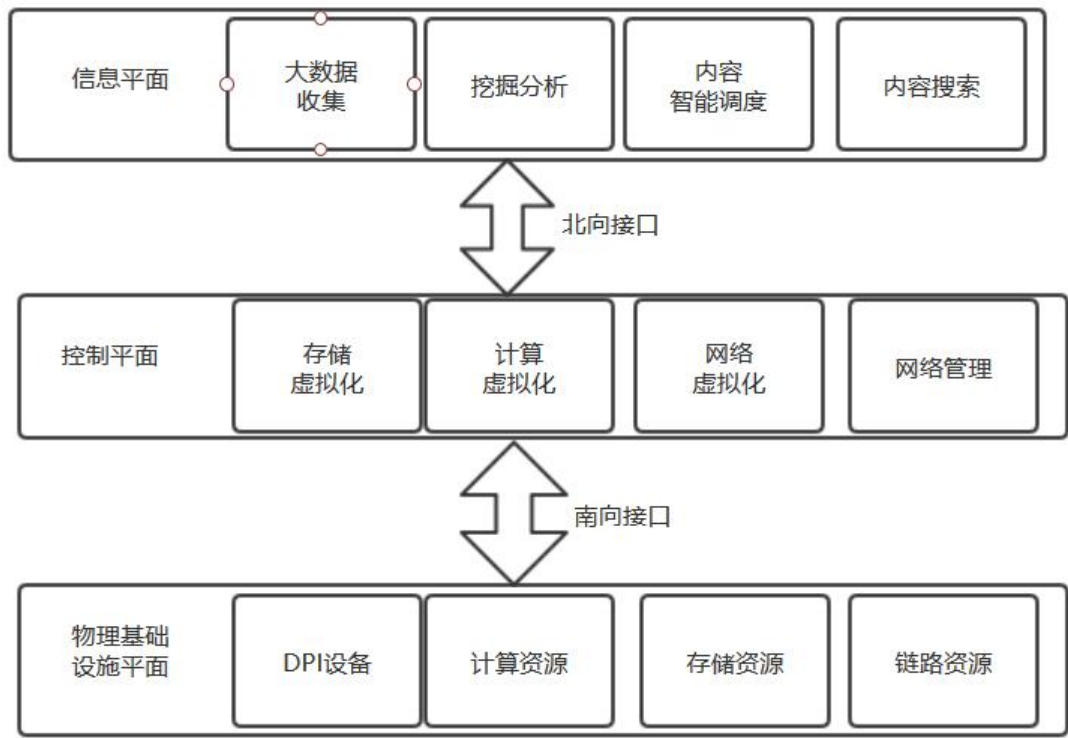 信息平面
大数据
收集
挖掘分析
内容
智能调度
内容搜索
北向接口
控制平面
存储
虚拟化
计算
虚拟化
网络
虚拟化
网络管理
南向接口
物理基础
设施平面
DPI设备
计算资源
存储资源
链路资源